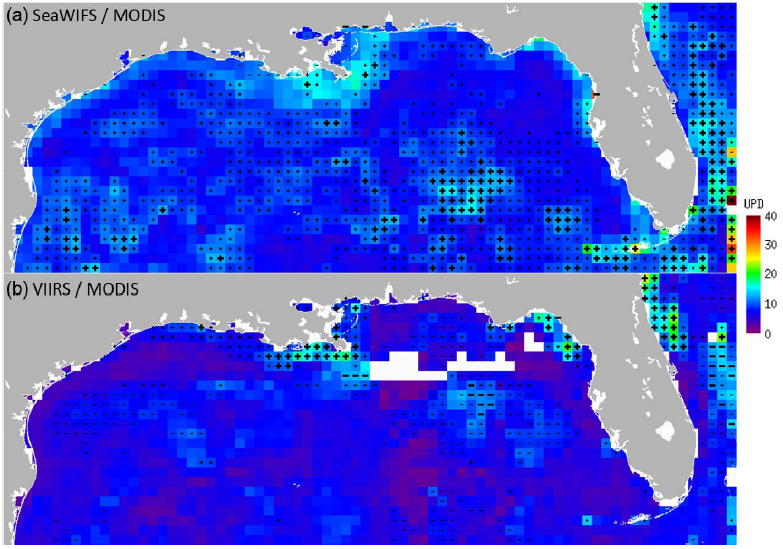 (a) SeaWIFS / MODIS
UPD
40
30
20
10
0
(b) VIIRS / MODIS